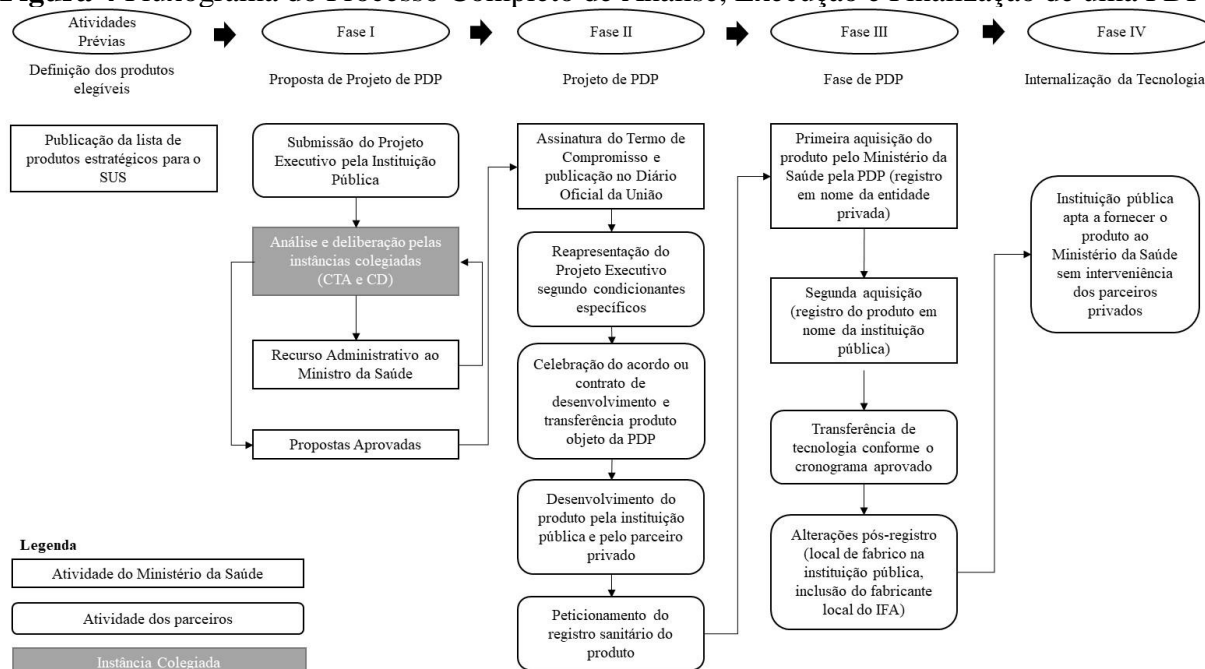 Atividades
Prévias
Definição dos produtos
elegíveis
Publicação da lista de
produtos estratégicos para o
SUS
Fase I
Proposta de Projeto de PDP
Submissão do Projeto
Executivo pela Instituição
Pública
Análise e deliberação pelas
instâncias colegiadas
(CTA e CD)
Recurso Administrativo ao
Ministro da Saúde
Propostas Aprovadas
Fase II
Projeto de PDP
Assinatura do Termo de
Compromisso e
publicação no Diário
Oficial da União
Reapresentação do
Projeto Executivo
segundo condicionantes
específicos
Celebração do acordo ou
contrato de
desenvolvimento e
transferência produto
objeto da PDP
Desenvolvimento do
produto pela instituição
pública e pelo parceiro
privado
Peticionamento do
registro sanitário do
produto
Fase III
Fase de PDP
Primeira aquisição do
produto pelo Ministério da
Saúde pela PDP (registro
em nome da entidade
privada)
Segunda aquisição
(registro do produto em
nome da instituição
pública)
Transferência de
tecnologia conforme o
cronograma aprovado
Alterações pós-registro
(local de fabrico na
instituição pública,
inclusão do fabricante
local do IFA)
Fase IV
Internalização da Tecnologia
Instituição pública
apta a fornecer o
produto ao
Ministério da Saúde
sem interveniência
dos parceiros
privados
Legenda
Atividade do Ministério da Saúde
Atividade dos parceiros
Instância Colegiada